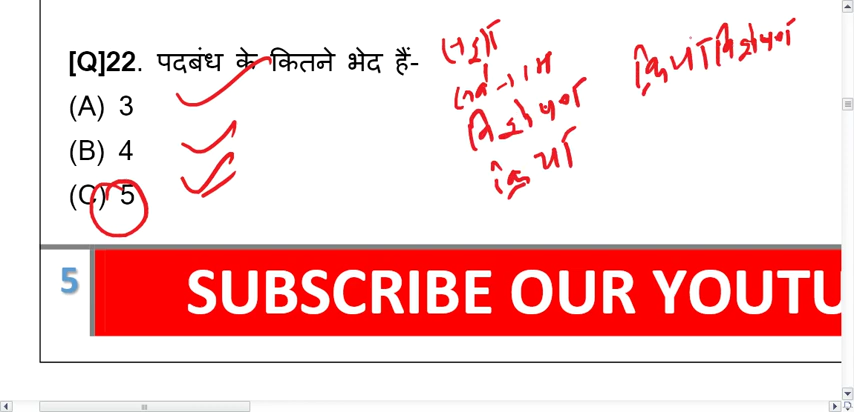 [Q]22. पदबंध के कितने भेद हैं-
(A) 3
(B) 4
(C) 5
संज्ञा
सर्वनाम
विशेषण
क्रिया
क्रियाविशेषण
5
SUBSCRIBE OUR YOUTU